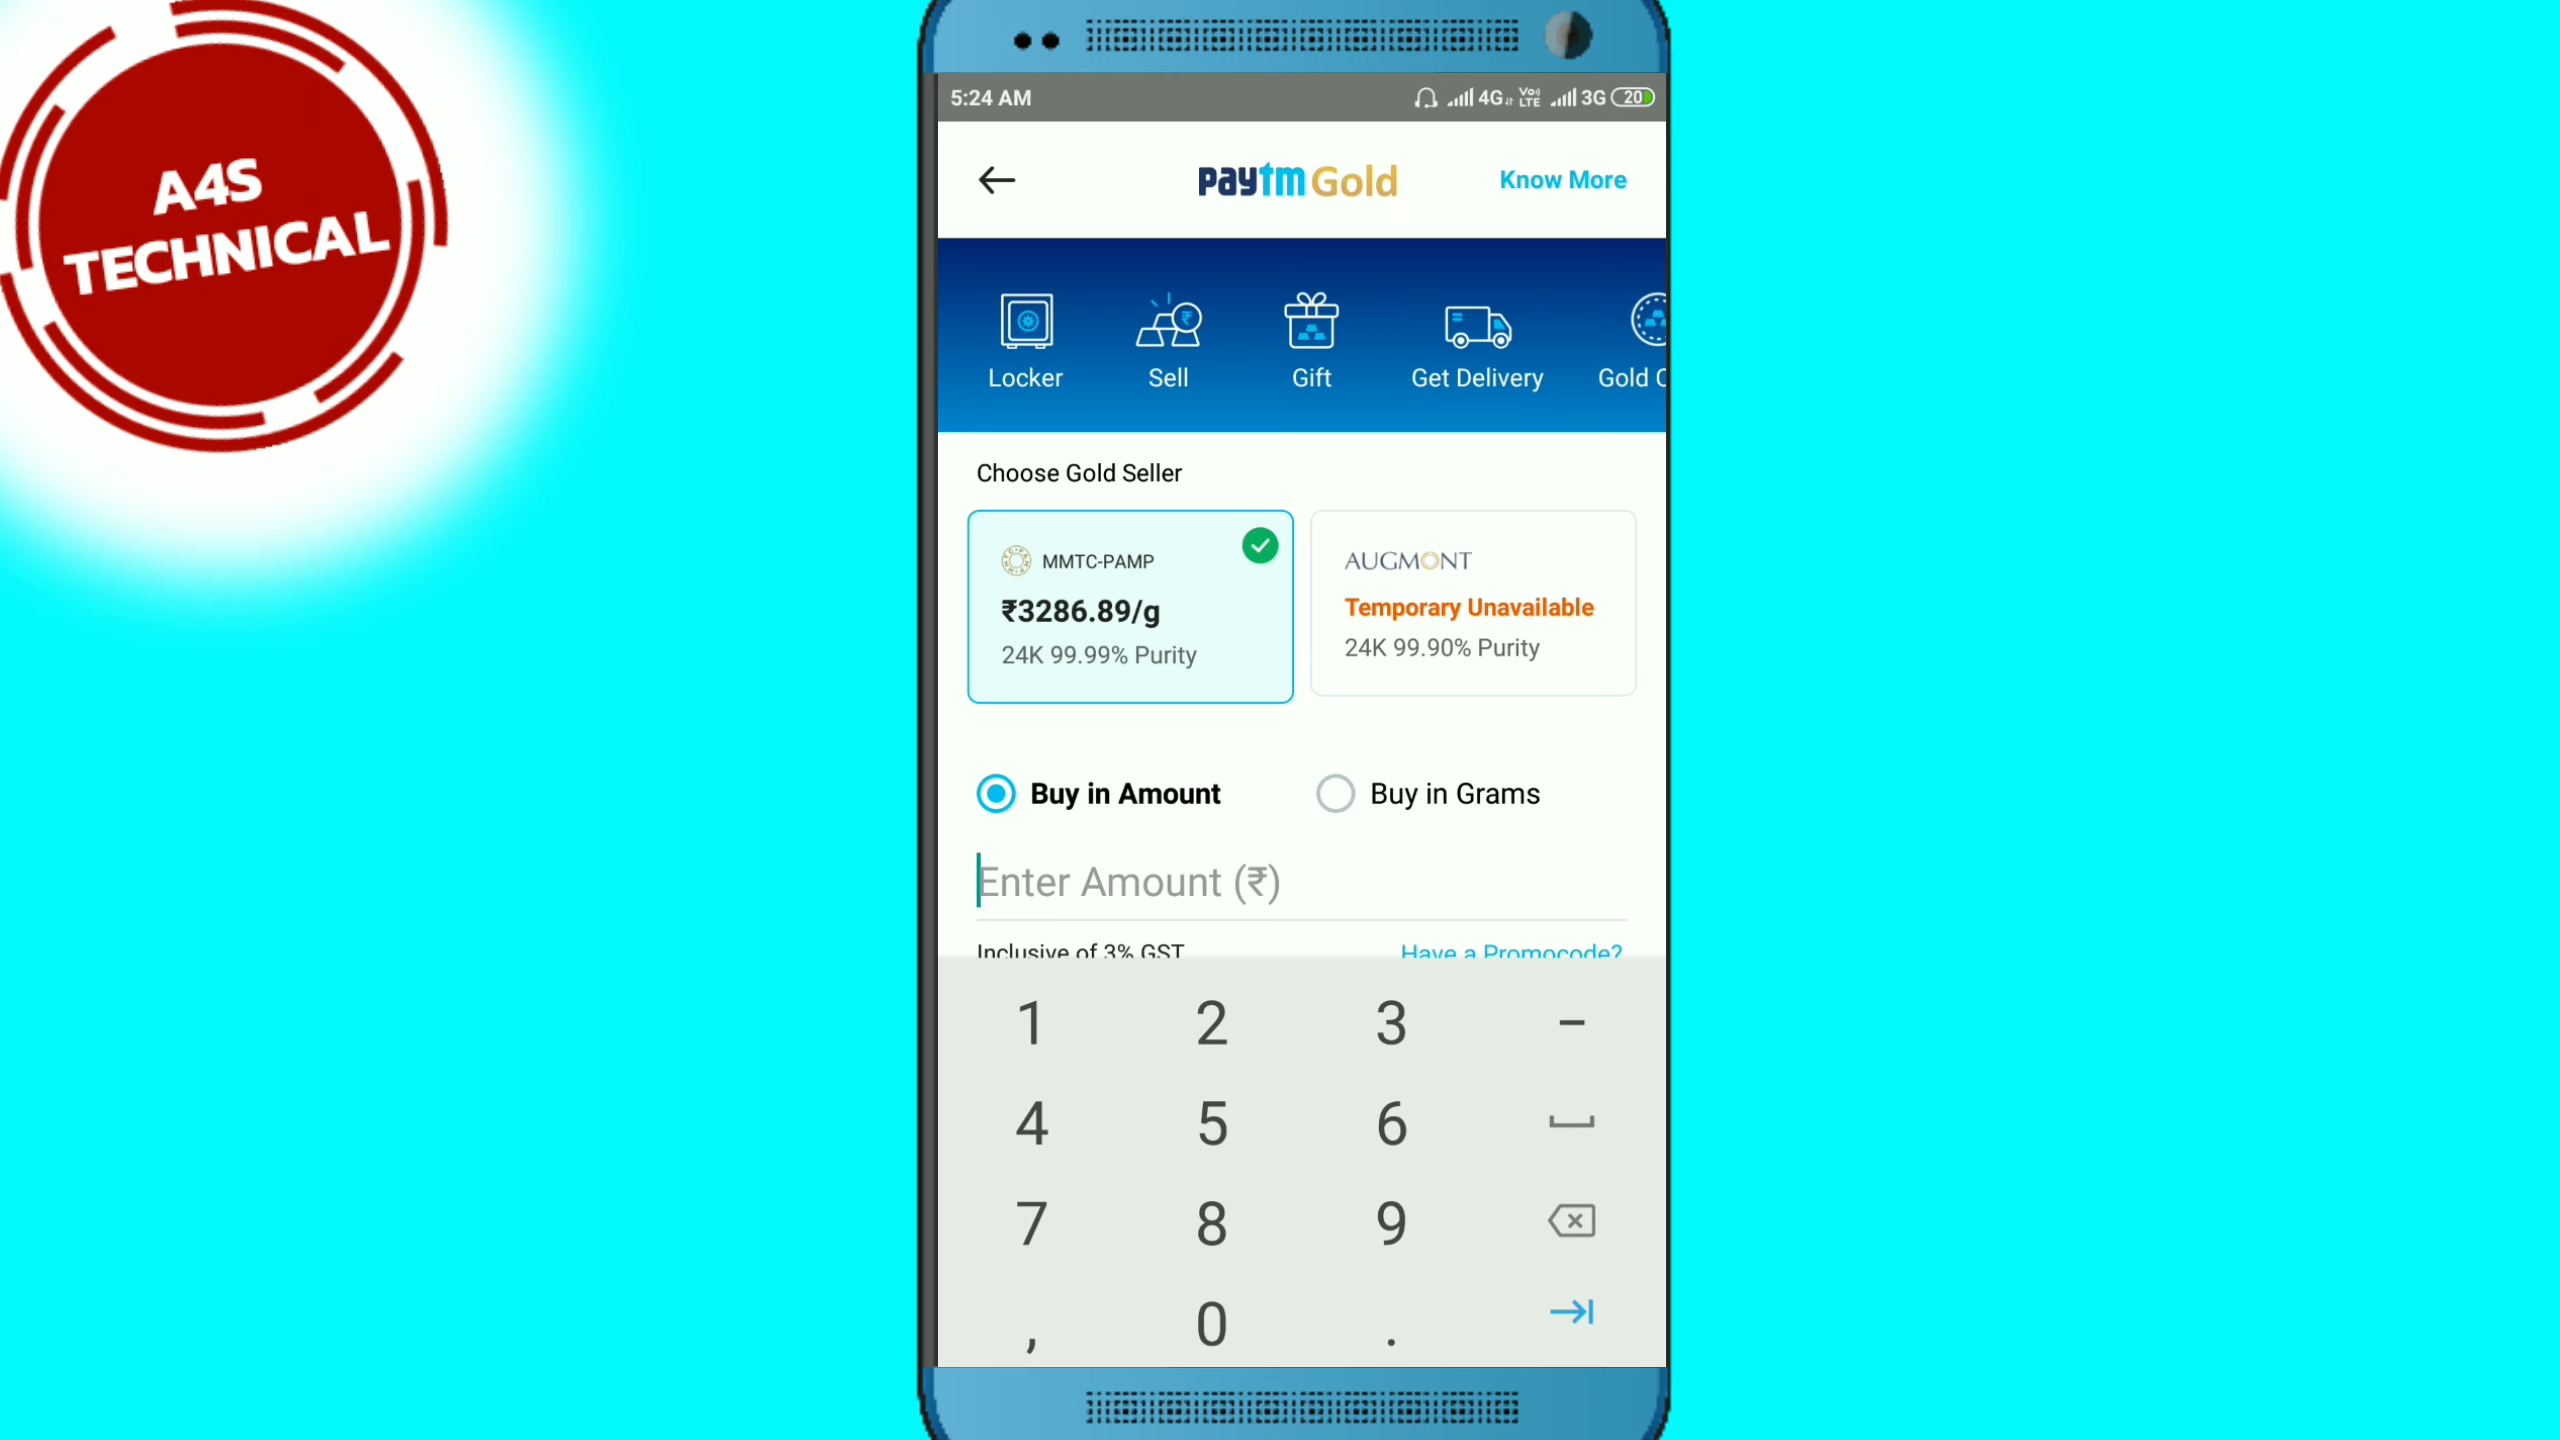 A4S
TECHNICAL
5:24 AM
4G Vo) LTE 3G 20
paytm Gold
Know More
Locker
Sell
Gift
Get Delivery
Gold C
Choose Gold Seller
MMTC-PAMP
₹3286.89/g
24K 99.99% Purity
AUGMONT
Temporary Unavailable
24K 99.90% Purity
Buy in Amount
Buy in Grams
Enter Amount (₹)
Inclusive of 3% GST
Have a Promocode?
1 2 3 –
4 5 6
7 8 9
, 0 .